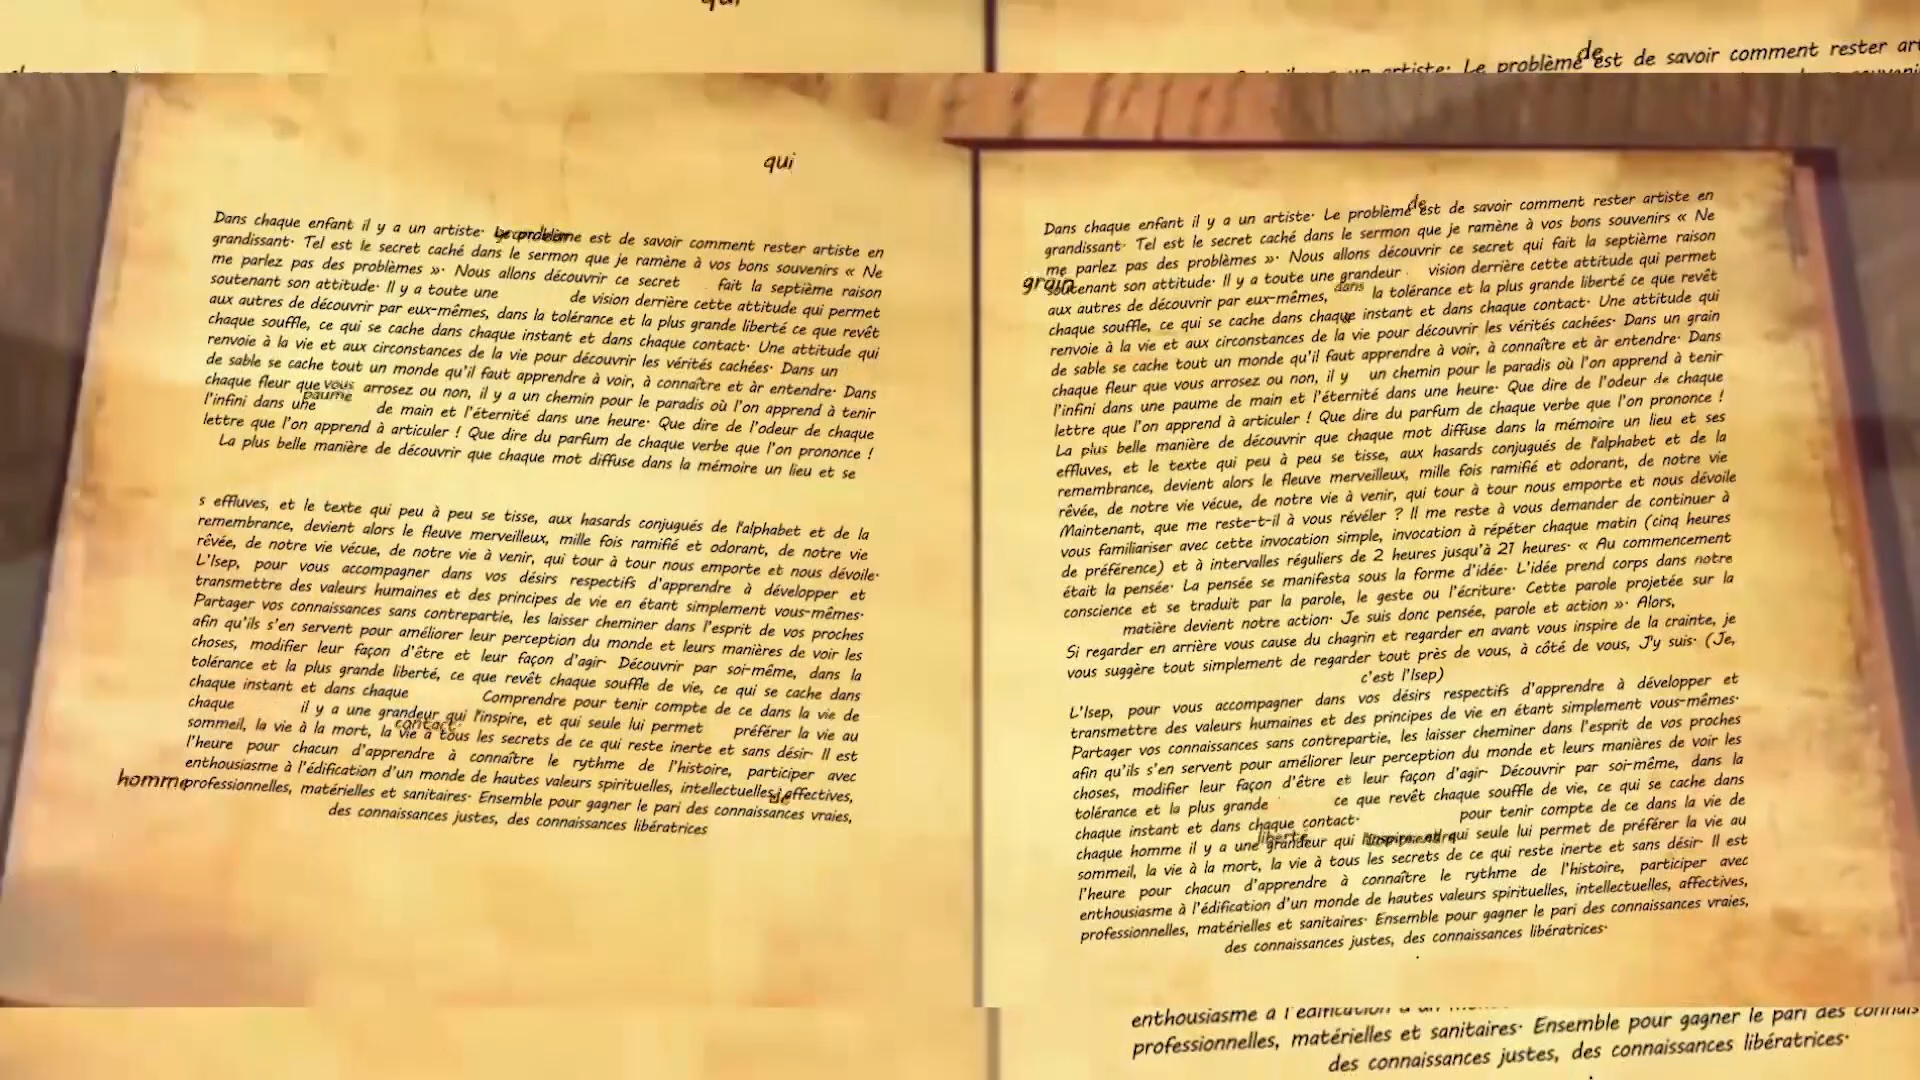 qui
Dans chaque enfant il y a un artiste. Le problème est de savoir comment rester artiste en
grandissant. Tel est le secret caché dans le sermon que je ramène à vos bons souvenirs « Ne
me parlez pas des problèmes ». Nous allons découvrir ce secret fait la septième raison
soutenant son attitude. Il y a toute une de vision derrière cette attitude qui permet
aux autres de découvrir par eux-mêmes, dans la tolérance et la plus grande liberté ce que revêt
chaque souffle, ce qui se cache dans chaque instant et dans chaque contact. Une attitude qui
renvoie à la vie et aux circonstances de la vie pour découvrir les vérités cachées. Dans un
de sable se cache tout un monde qu'il faut apprendre à voir, à connaître et àr entendre. Dans
chaque fleur que vous arrosez ou non, il y a un chemin pour le paradis où l'on apprend à tenir
paume
l'infini dans une de main et l'éternité dans une heure. Que dire de l'odeur de chaque
lettre que l'on apprend à articuler ! Que dire du parfum de chaque verbe que l'on prononce !
La plus belle manière de découvrir que chaque mot diffuse dans la mémoire un lieu et se
s effluves, et le texte qui peu à peu se tisse, aux hasards conjugués de l'alphabet et de la
remembrance, devient alors le fleuve merveilleux, mille fois ramifié et odorant, de notre vie
rêvée, de notre vie vécue, de notre vie à venir, qui tour à tour nous emporte et nous dévoile.
L'Isep, pour vous accompagner dans vos désirs respectifs d'apprendre à développer et
transmettre des valeurs humaines et des principes de vie en étant simplement vous-mêmes.
Partager vos connaissances sans contrepartie, les laisser cheminer dans l'esprit de vos proches
afin qu'ils s'en servent pour améliorer leur perception du monde et leurs manières de voir les
choses, modifier leur façon d'être et leur façon d'agir. Découvrir par soi-même, dans la
tolérance et la plus grande liberté, ce que revêt chaque souffle de vie, ce qui se cache dans
chaque instant et dans chaque Comprendre pour tenir compte de ce dans la vie de
chaque il y a une grandeur qui l'inspire, et qui seule lui permet préférer la vie au
contact.
sommeil, la vie à la mort, la vie à tous les secrets de ce qui reste inerte et sans désir. Il est
l'heure pour chacun d'apprendre à connaître le rythme de l'histoire, participer avec
enthousiasme à l'édification d'un monde de hautes valeurs spirituelles, intellectuelles, affectives,
homme
de
professionnelles, matérielles et sanitaires. Ensemble pour gagner le pari des connaissances vraies,
des connaissances justes, des connaissances libératrices
de
est de savoir comment rester
artiste. Le problème
de
Dans chaque enfant il y a un artiste. Le problème est de savoir comment rester artiste en
grandissant. Tel est le secret caché dans le sermon que je ramène à vos bons souvenirs « Ne
me parlez pas des problèmes ». Nous allons découvrir ce secret qui fait la septième raison
grain
soutenant son attitude. Il y a toute une grandeur vision derrière cette attitude qui permet
aux autres de découvrir par eux-mêmes, dans la tolérance et la plus grande liberté ce que revêt
chaque souffle, ce qui se cache dans chaque instant et dans chaque contact. Une attitude qui
renvoie à la vie et aux circonstances de la vie pour découvrir les vérités cachées. Dans un grain
de sable se cache tout un monde qu'il faut apprendre à voir, à connaître et àr entendre. Dans
chaque fleur que vous arrosez ou non, il y un chemin pour le paradis où l'on apprend à tenir
l'infini dans une paume de main et l'éternité dans une heure. Que dire de l'odeur de chaque
lettre que l'on apprend à articuler ! Que dire du parfum de chaque verbe que l'on prononce !
La plus belle manière de découvrir que chaque mot diffuse dans la mémoire un lieu et ses
effluves, et le texte qui peu à peu se tisse, aux hasards conjugués de l'alphabet et de la
remembrance, devient alors le fleuve merveilleux, mille fois ramifié et odorant, de notre vie
rêvée, de notre vie vécue, de notre vie à venir, qui tour à tour nous emporte et nous dévoile
Maintenant, que me reste-t-il à vous révéler ? Il me reste à vous demander de continuer à
vous familiariser avec cette invocation simple, invocation à répéter chaque matin (cinq heures
de préférence) et à intervalles réguliers de 2 heures jusqu'à 21 heures. « Au commencement
était la pensée. La pensée se manifesta sous la forme d'idée. L'idée prend corps dans notre
conscience et se traduit par la parole, le geste ou l'écriture. Cette parole projetée sur la
matière devient notre action. Je suis donc pensée, parole et action ». Alors,
Si regarder en arrière vous cause du chagrin et regarder en avant vous inspire de la crainte, je
vous suggère tout simplement de regarder tout près de vous, à côté de vous, J'y suis. (Je,
c'est l'Isep)
L'Isep, pour vous accompagner dans vos désirs respectifs d'apprendre à développer et
transmettre des valeurs humaines et des principes de vie en étant simplement vous-mêmes.
Partager vos connaissances sans contrepartie, les laisser cheminer dans l'esprit de vos proches
afin qu'ils s'en servent pour améliorer leur perception du monde et leurs manières de voir les
choses, modifier leur façon d'être et leur façon d'agir. Découvrir par soi-même, dans la
tolérance et la plus grande ce que revêt chaque souffle de vie, ce qui se cache dans
chaque instant et dans chaque contact. pour tenir compte de ce dans la vie de
liberté,
chaque homme il y a une grandeur qui l'inspire, et qui seule lui permet de préférer la vie au
sommeil, la vie à la mort, la vie à tous les secrets de ce qui reste inerte et sans désir. Il est
l'heure pour chacun d'apprendre à connaître le rythme de l'histoire, participer avec
enthousiasme à l'édification d'un monde de hautes valeurs spirituelles, intellectuelles, affectives,
professionnelles, matérielles et sanitaires. Ensemble pour gagner le pari des connaissances vraies,
des connaissances justes, des connaissances libératrices.
enthousiasme à l'édification d'un
professionnelles, matérielles et sanitaires. Ensemble pour gagner le pari des
des connaissances justes, des connaissances libératrices.